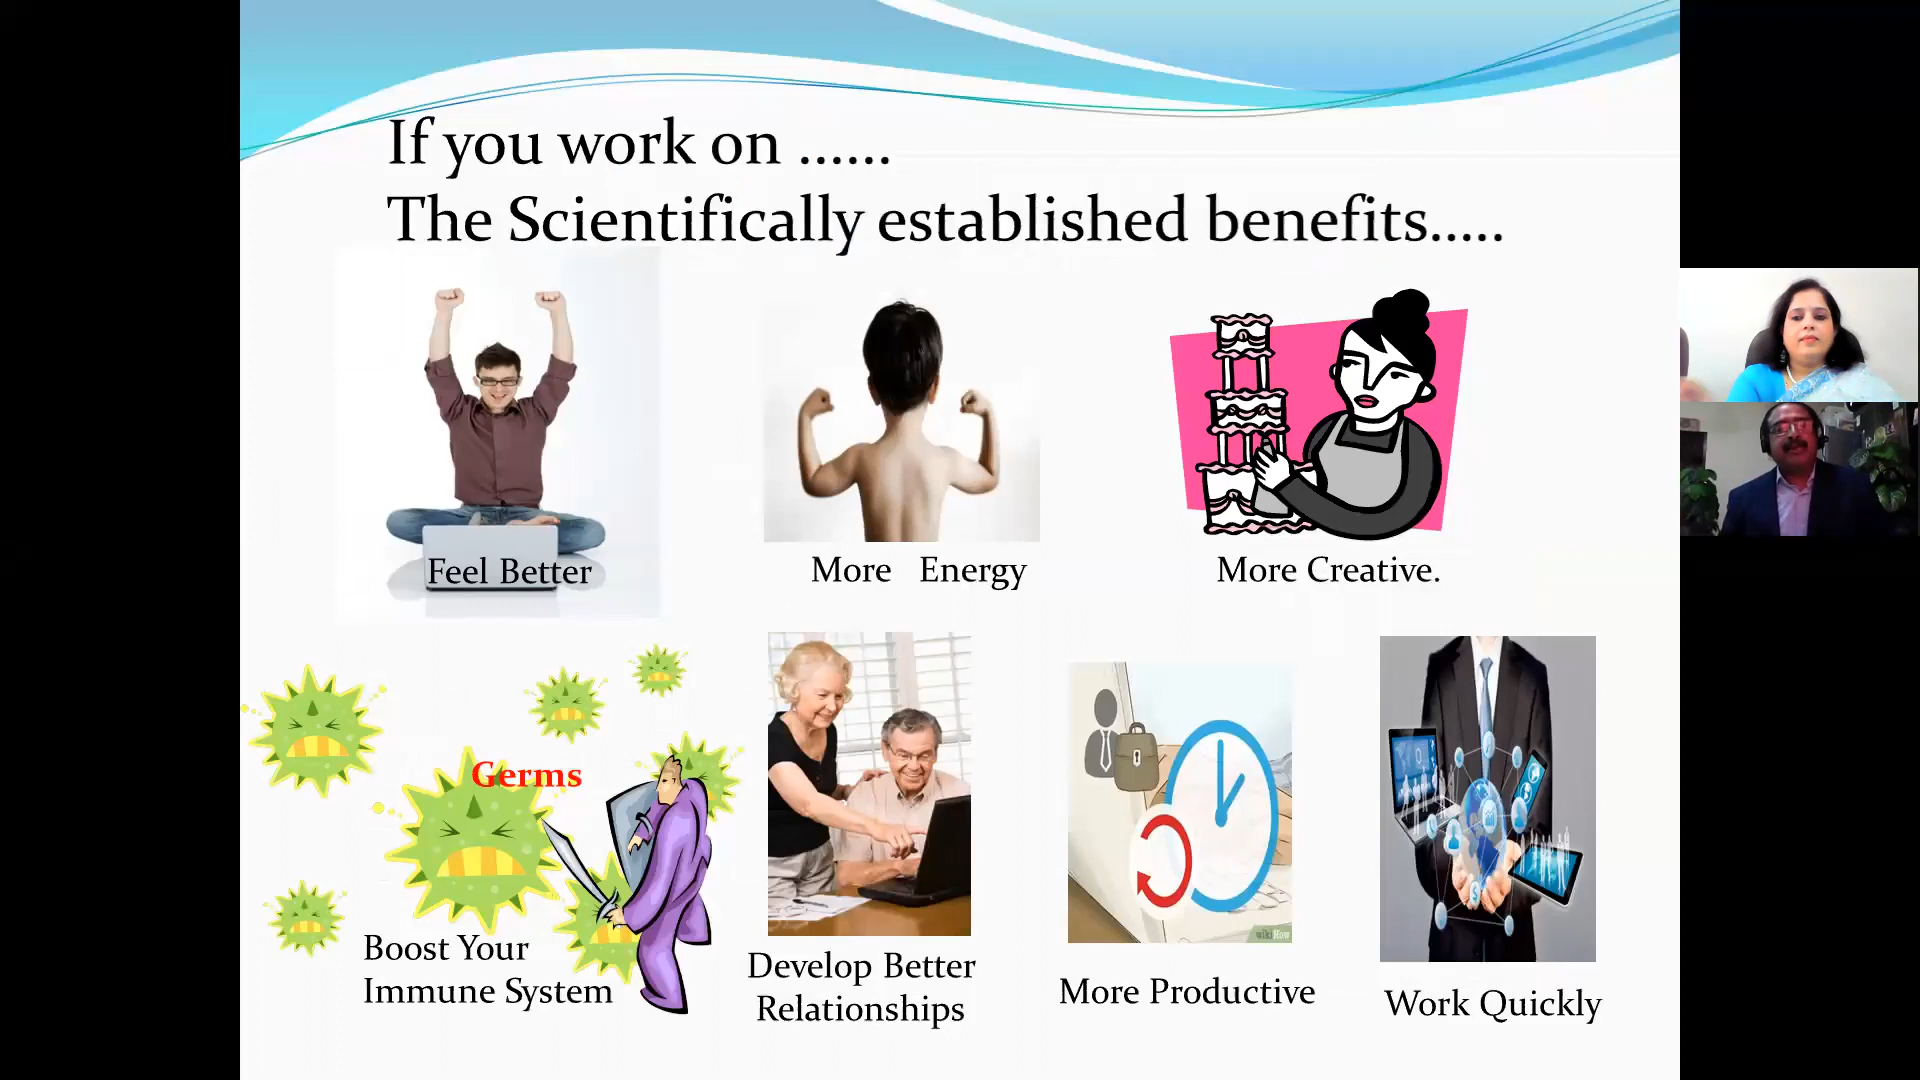 If you work on ......
The Scientifically established benefits.....
Feel Better
More Energy
More Creative.
Germs
Boost Your
Immune System
Develop Better
Relationships
wikiHow
More Productive
Work Quickly